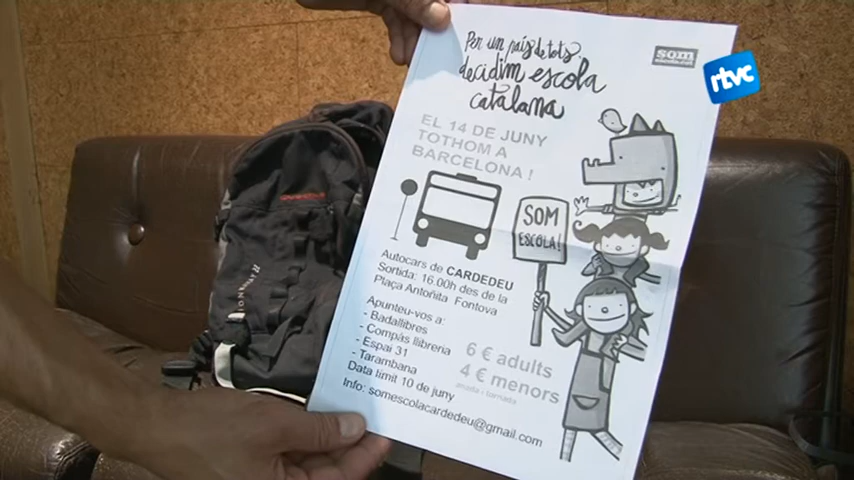 Per un país de tots
decidim escola
catalana
som
rtvc
EL 14 DE JUNY
TOTHOM A
BARCELONA !
SOM
ESCOLA!
Autocars de CARDEDEU
Sortida: 16.00h des de la
Plaça Antoñita Fontova
Apunteu-vos a:
- Badallibres
- Compàs llibreria
- Espai 31
- Tarambana
6 € adults
4 € menors
anada i tornada
Data límit 10 de juny
Info: somescolacardedeu@gmail.com